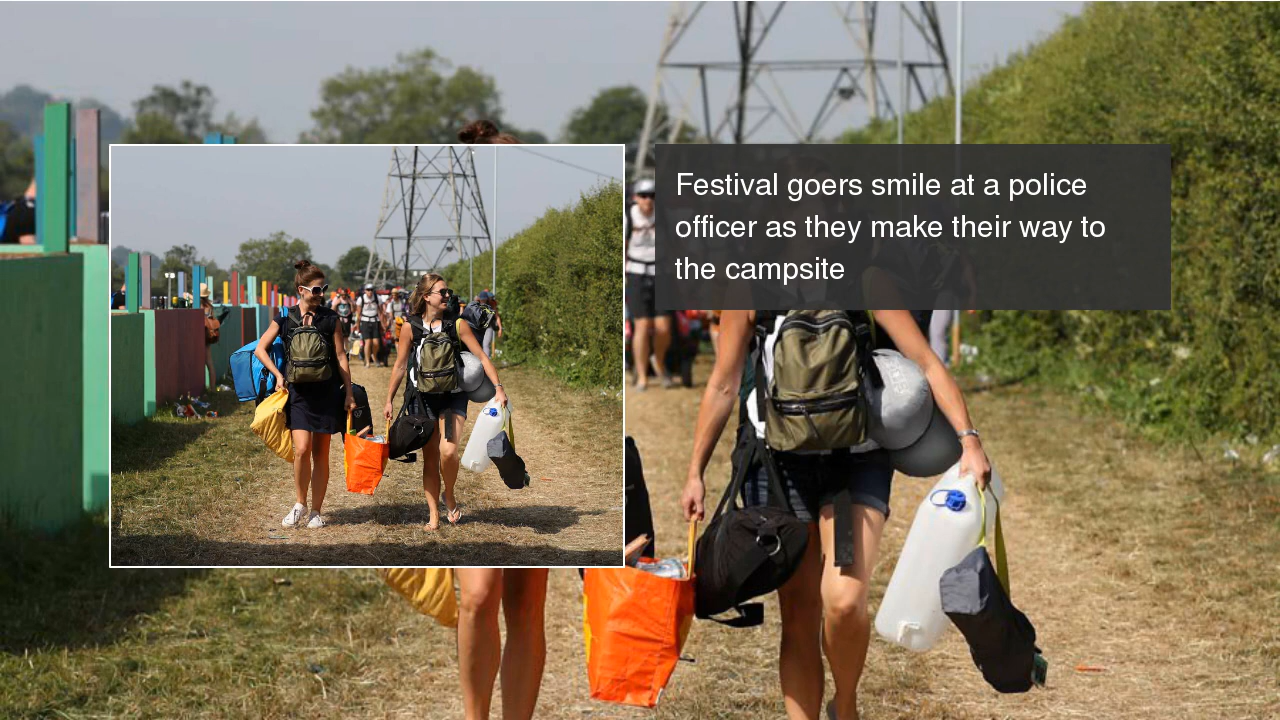 Festival goers smile at a police
officer as they make their way to
the campsite